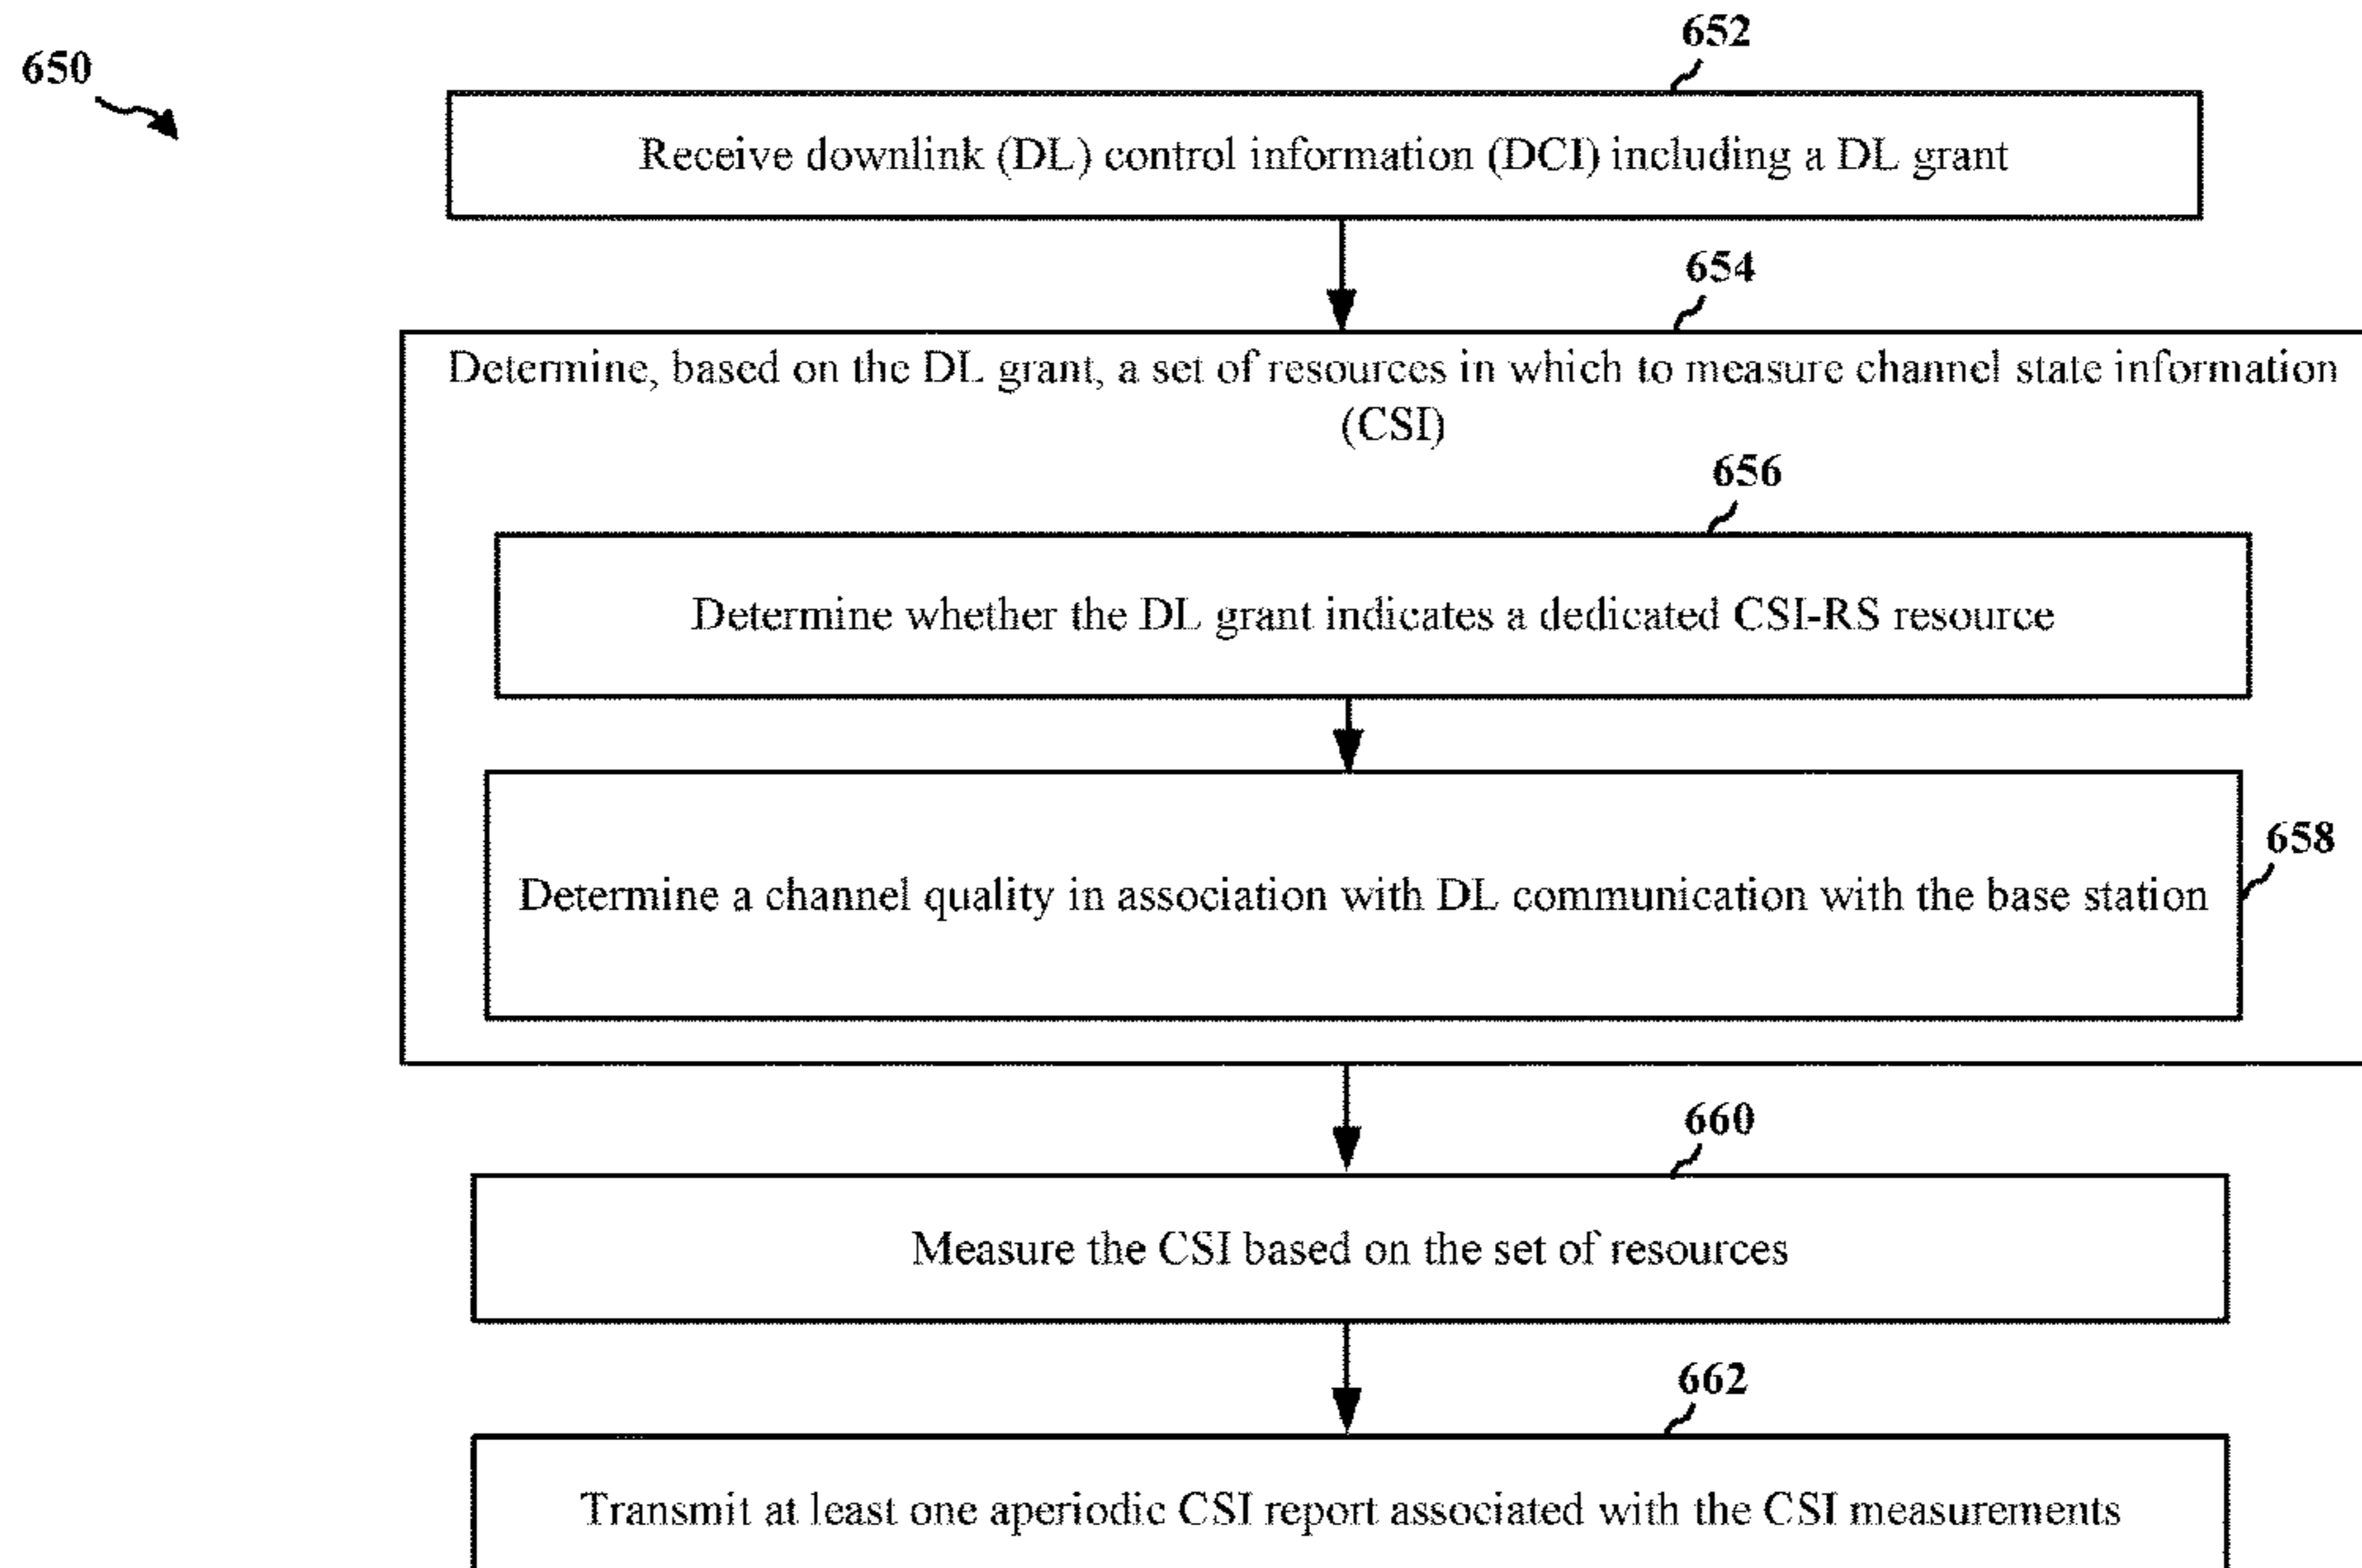 652
650
Receive downlink (DL) control information (DCI) including a DL grant
654
Determine, based on the DL grant, a set of resources in which to measure channel state information
(CSI)
656
Determine whether the DL grant indicates a dedicated CSI-RS resource
658
Determine a channel quality in association with DL communication with the base station
660
Measure the CSI based on the set of resources
662
Transmit at least one aperiodic CSI report associated with the CSI measurements